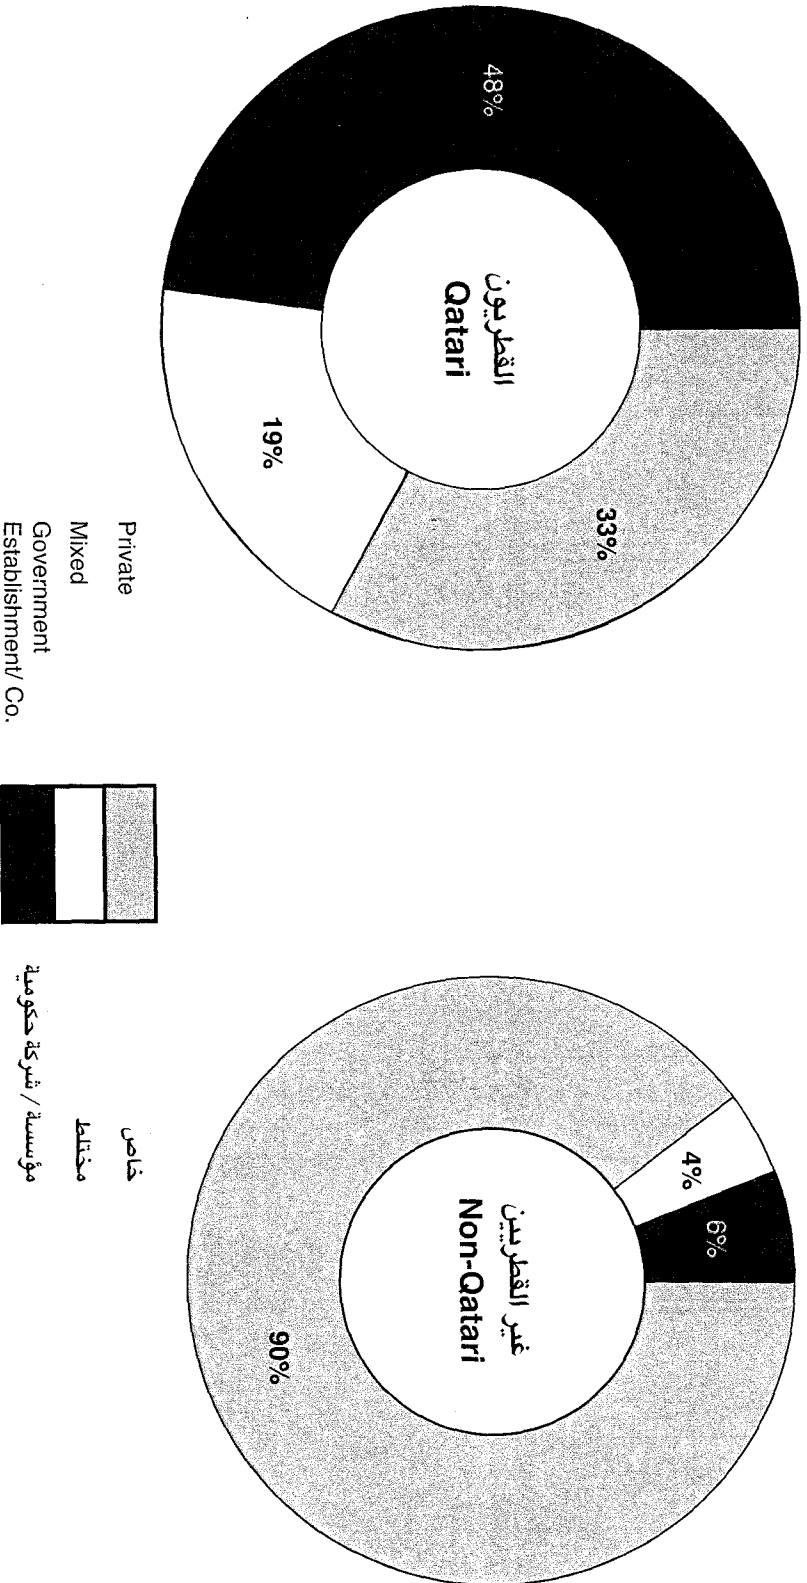 48%
33%
19%
القطريون
Qatari
4%
6%
90%
غير القطريين
Non-Qatari
Private
خاص
Mixed
مختلط
Government
Establishment/ Co.
مؤسسة / شركة حكومية